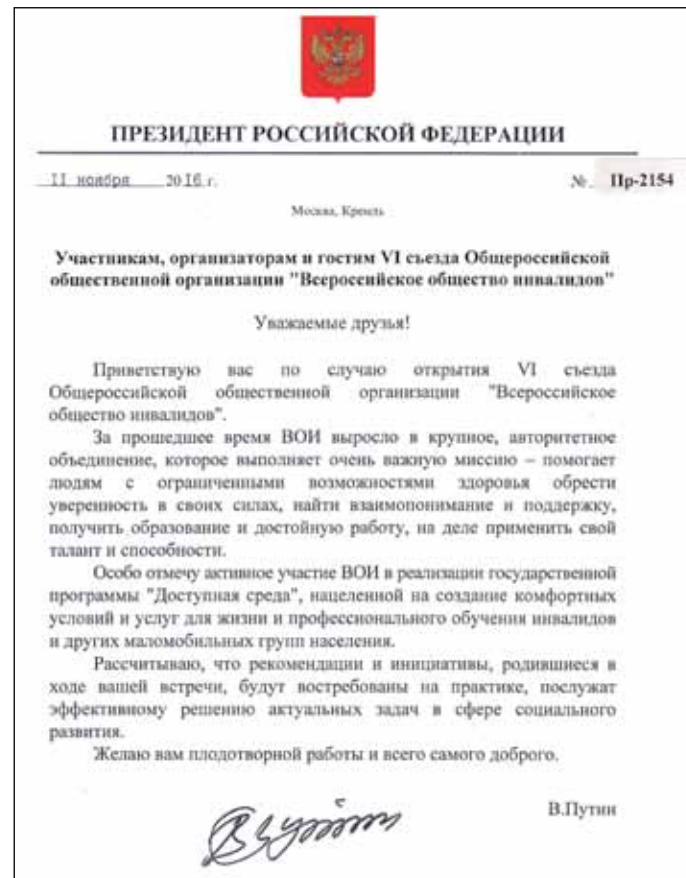 ПРЕЗИДЕНТ РОССИЙСКОЙ ФЕДЕРАЦИИ
11 ноября 2016 г. № Пр-2154
Москва, Кремль
Участникам, организаторам и гостям VI съезда Общероссийской
общественной организации "Всероссийское общество инвалидов"
Уважаемые друзья!
Приветствую вас по случаю открытия VI съезда
Общероссийской общественной организации "Всероссийское
общество инвалидов".
За прошедшее время ВОИ выросло в крупное, авторитетное
объединение, которое выполняет очень важную миссию – помогает
людям с ограниченными возможностями здоровья обрести
уверенность в своих силах, найти взаимопонимание и поддержку,
получить образование и достойную работу, на деле применить свой
талант и способности.
Особо отмечу активное участие ВОИ в реализации государственной
программы "Доступная среда", нацеленной на создание комфортных
условий и услуг для жизни и профессионального обучения инвалидов
и других маломобильных групп населения.
Рассчитываю, что рекомендации и инициативы, родившиеся в
ходе вашей встречи, будут востребованы на практике, послужат
эффективному решению актуальных задач в сфере социального
развития.
Желаю вам плодотворной работы и всего самого доброго.
В.Путин